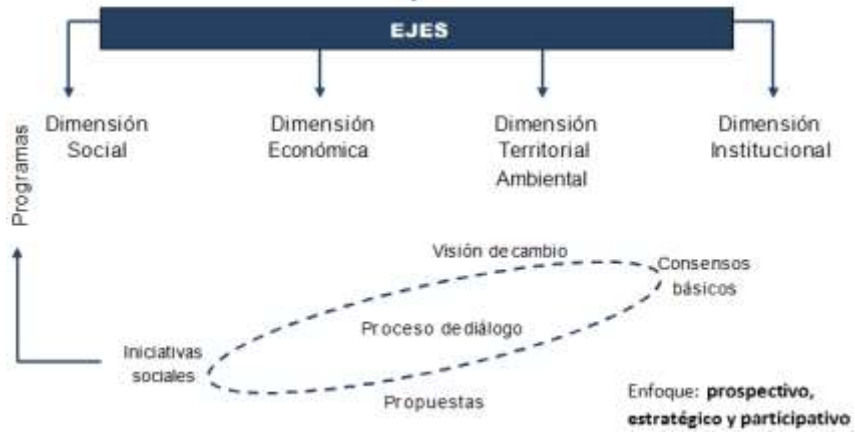 EJES
Dimensión
Social
Dimensión
Económica
Dimensión
Territorial
Ambiental
Dimensión
Institucional
Programas
Visión de cambio
Consensos
básicos
Proceso de diálogo
Iniciativas
sociales
Propuestas
Enfoque: prospectivo,
estratégico y participativo